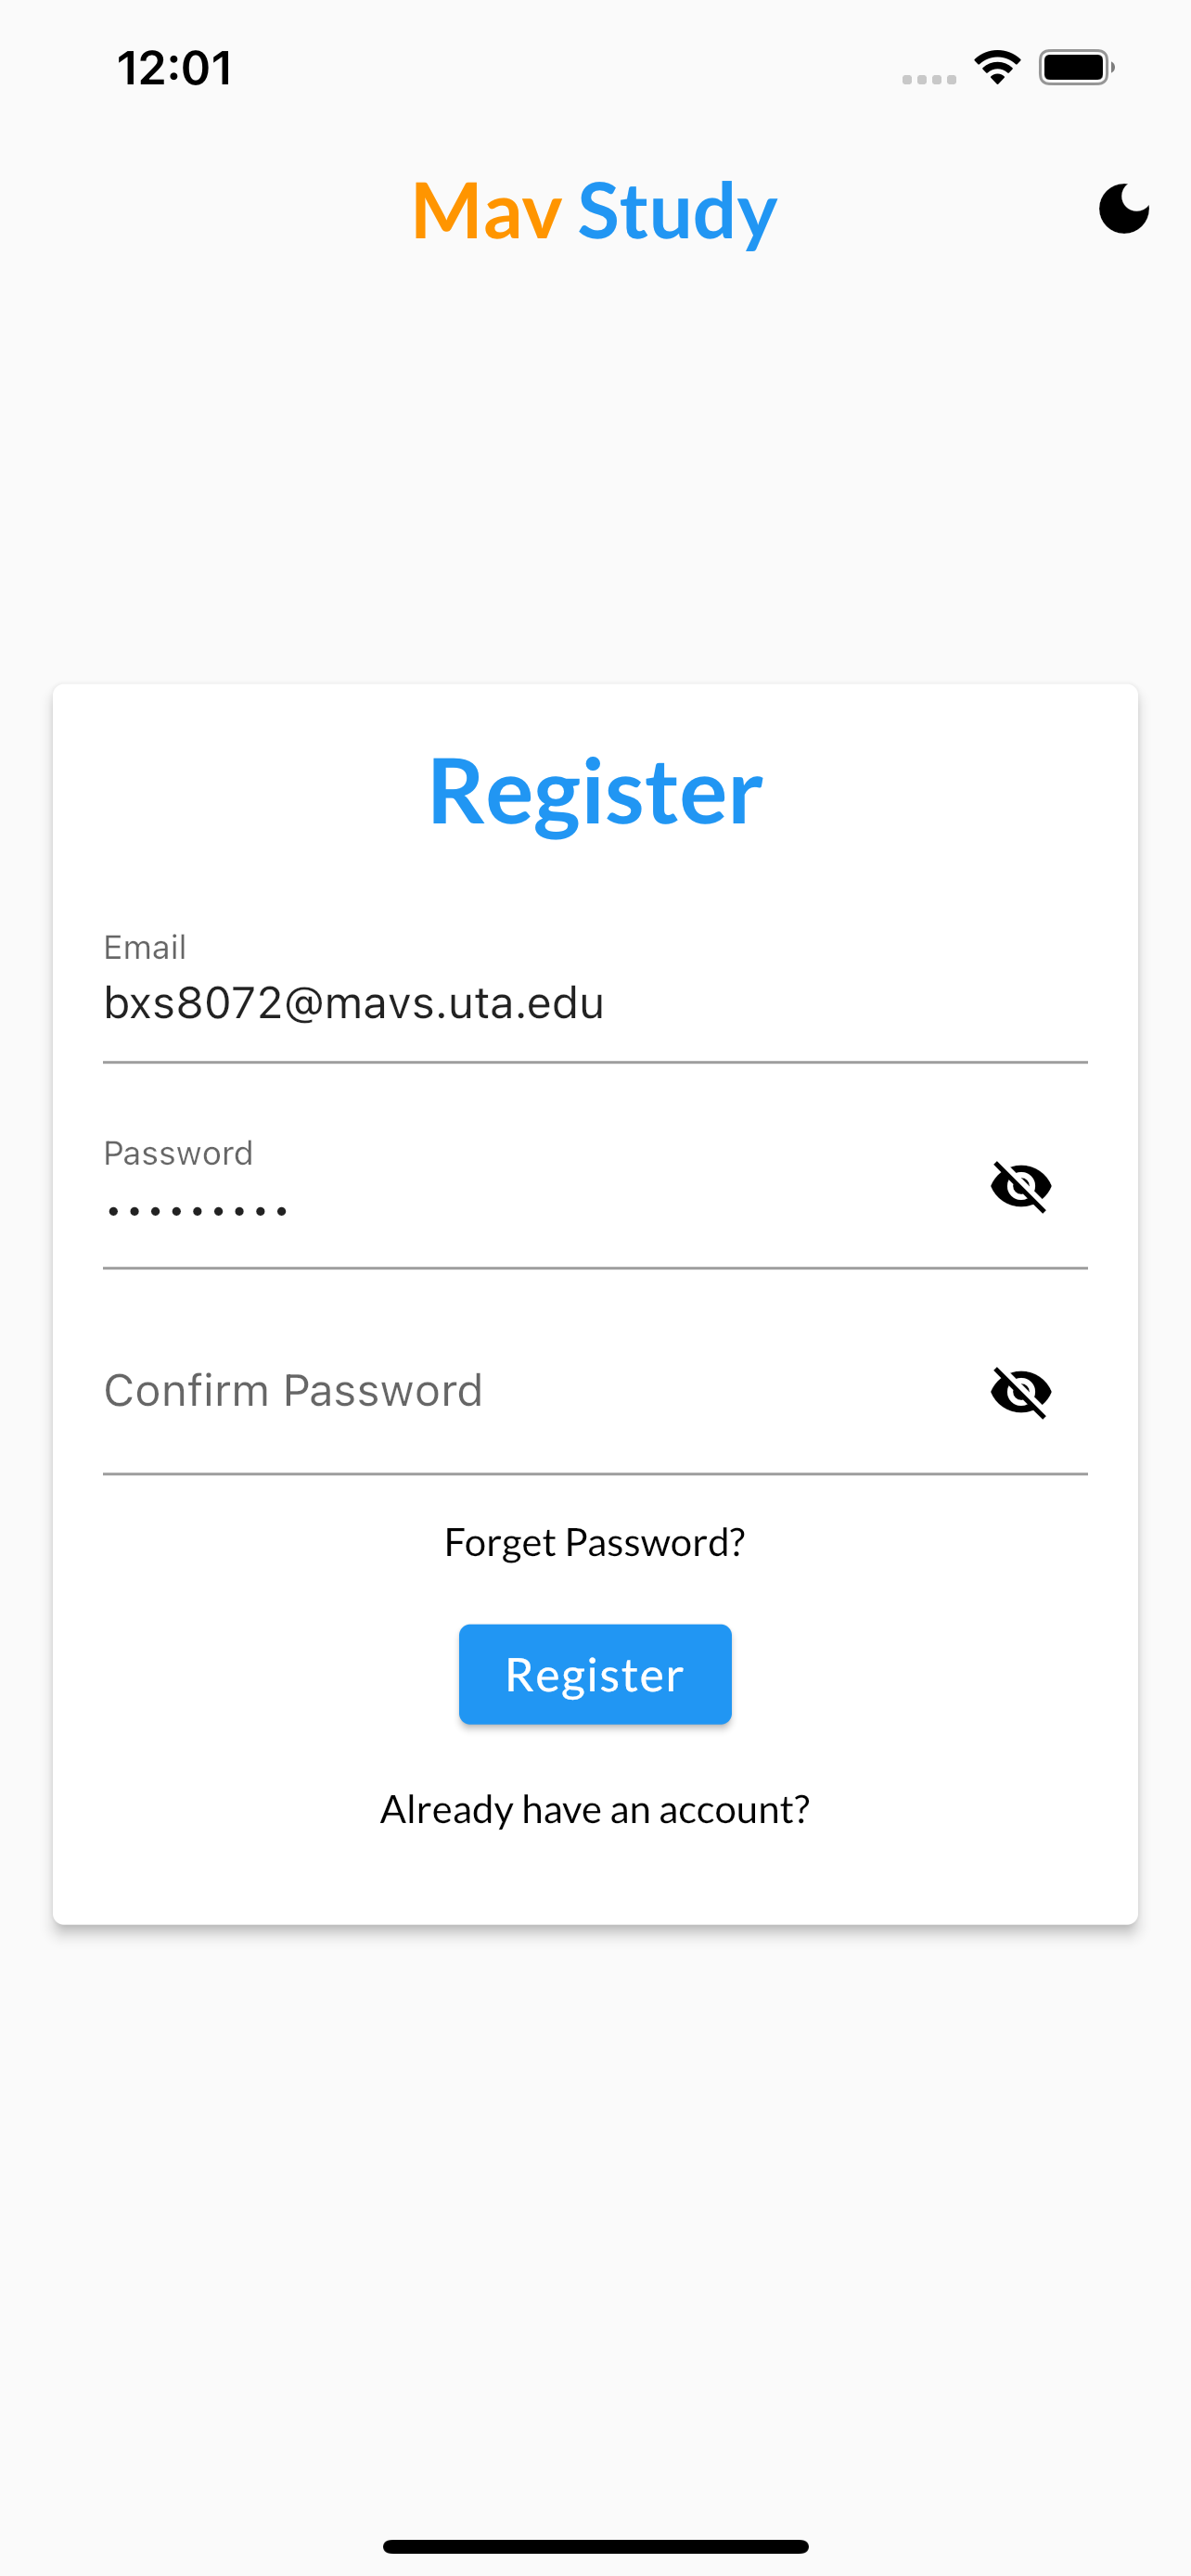 12:01
Mav Study
Register
Email
bxs8072@mavs.uta.edu
Password
•••••••••
Confirm Password
Forget Password?
Register
Already have an account?